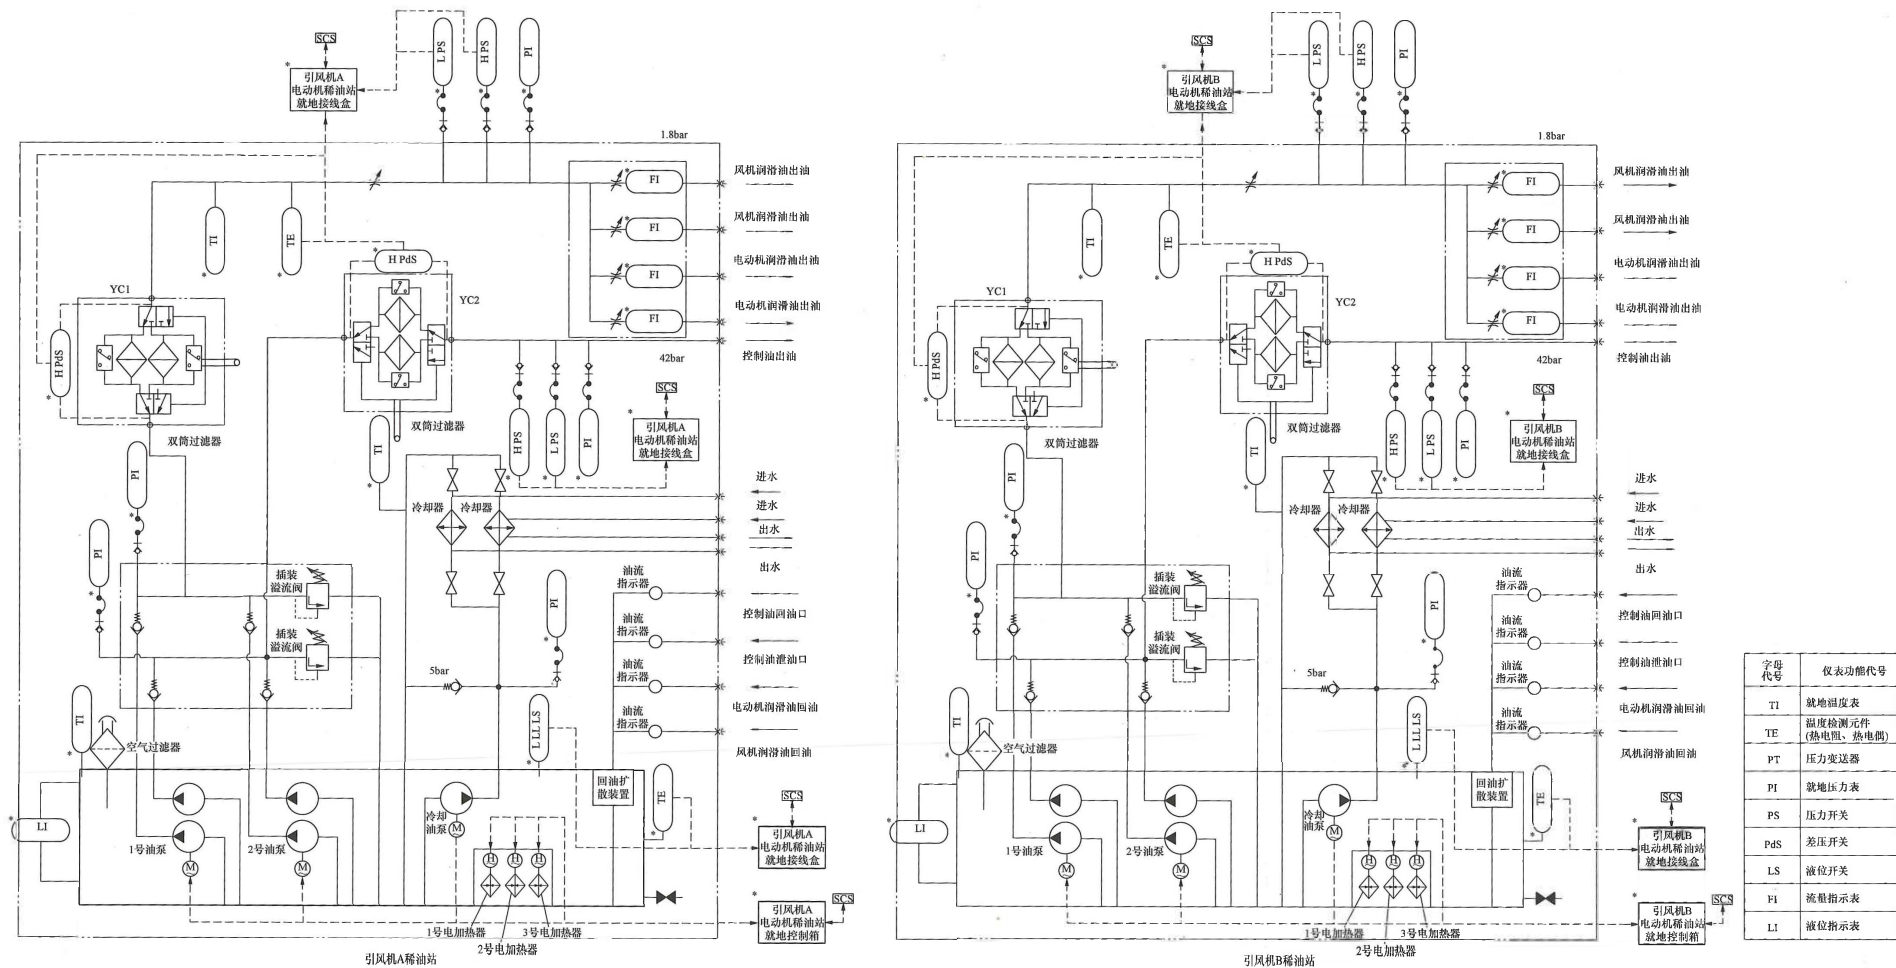 SCS
引风机A
电动机稀油站
就地接线盒
L PS
H PS
PI
1.8bar
FI
风机润滑油出油
FI
风机润滑油出油
FI
电动机润滑油出油
FI
电动机润滑油出油
TI
TE
H PdS
YC1
YC2
H PdS
42bar
控制油出油
双筒过滤器
双筒过滤器
TI
H PS
L PS
PI
SCS
引风机A
电动机稀油站
就地接线盒
PI
PI
进水
进水
冷却器
冷却器
出水
出水
插装
溢流阀
插装
溢流阀
PI
油流
指示器
控制油回油口
油流
指示器
控制油泄油口
5bar
油流
指示器
电动机润滑油回油
油流
指示器
风机润滑油回油
TI
空气过滤器
L LL LS
回油扩
散装置
TE
LI
1号油泵
2号油泵
冷却
油泵
M
M
M
H
H
H
SCS
引风机A
电动机稀油站
就地接线盒
SCS
引风机A
电动机稀油站
就地控制箱
1号电加热器
2号电加热器
3号电加热器
引风机A稀油站
SCS
引风机B
电动机稀油站
就地接线盒
L PS
H PS
PI
1.8bar
FI
风机润滑油出油
FI
风机润滑油出油
FI
电动机润滑油出油
FI
电动机润滑油出油
TI
TE
H PdS
YC1
YC2
H PdS
42bar
控制油出油
双筒过滤器
双筒过滤器
TI
H PS
L PS
PI
SCS
引风机B
电动机稀油站
就地接线盒
PI
PI
进水
进水
冷却器
冷却器
出水
出水
插装
溢流阀
插装
溢流阀
PI
油流
指示器
控制油回油口
油流
指示器
控制油泄油口
5bar
油流
指示器
电动机润滑油回油
油流
指示器
风机润滑油回油
TI
空气过滤器
L LL LS
回油扩
散装置
TE
LI
1号油泵
2号油泵
冷却
油泵
M
M
M
H
H
H
SCS
引风机B
电动机稀油站
就地接线盒
SCS
引风机B
电动机稀油站
就地控制箱
1号电加热器
2号电加热器
3号电加热器
引风机B稀油站
字母
代号
仪表功能代号
TI 就地温度表
TE 温度检测元件
(热电阻、热电偶)
PT 压力变送器
PI 就地压力表
PS 压力开关
PdS 差压开关
LS 液位开关
FI 流量指示表
LI 液位指示表